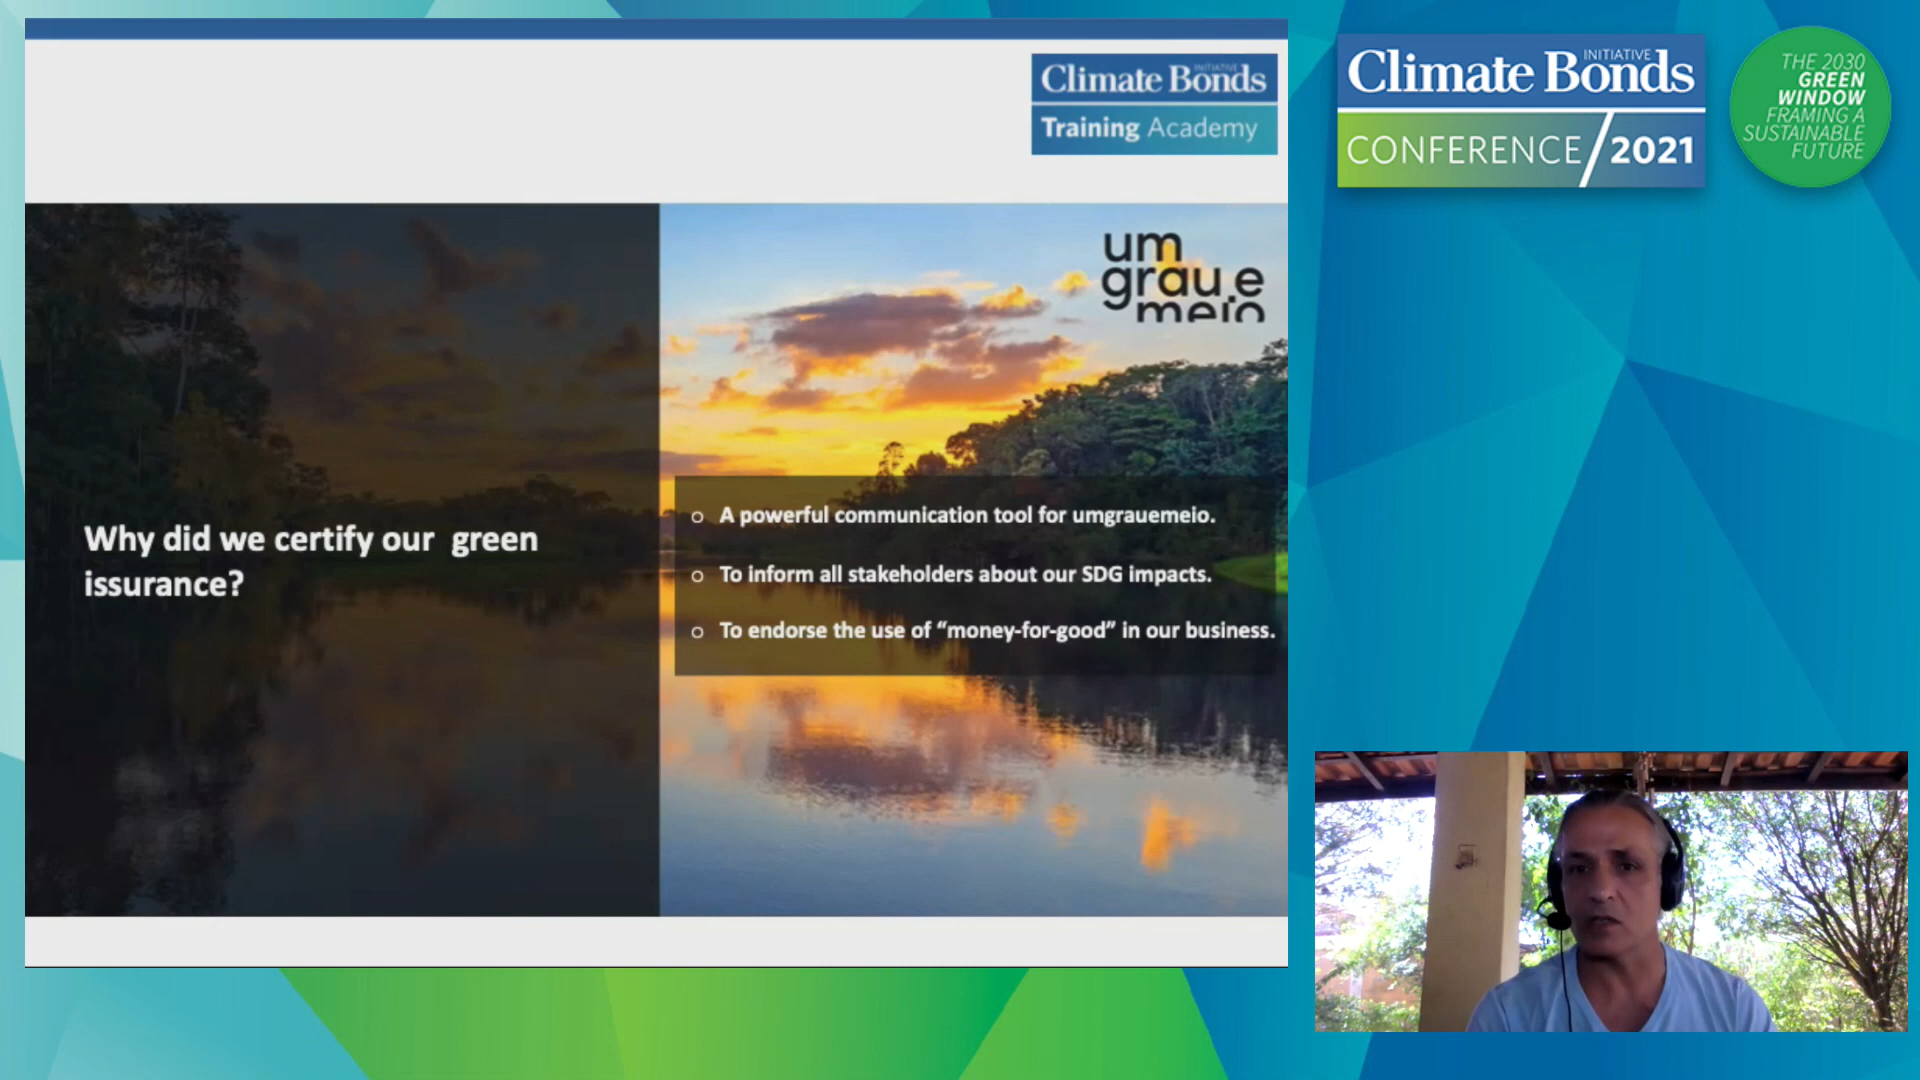 Climate Bonds
INITIATIVE
Training Academy
um
grau e
meio
Why did we certify our green
issurance?
o A powerful communication tool for umgrauemeio.
o To inform all stakeholders about our SDG impacts.
o To endorse the use of “money-for-good” in our business.
Climate Bonds
INITIATIVE
CONFERENCE/2021
THE 2030
GREEN
WINDOW
FRAMING A
SUSTAINABLE
FUTURE